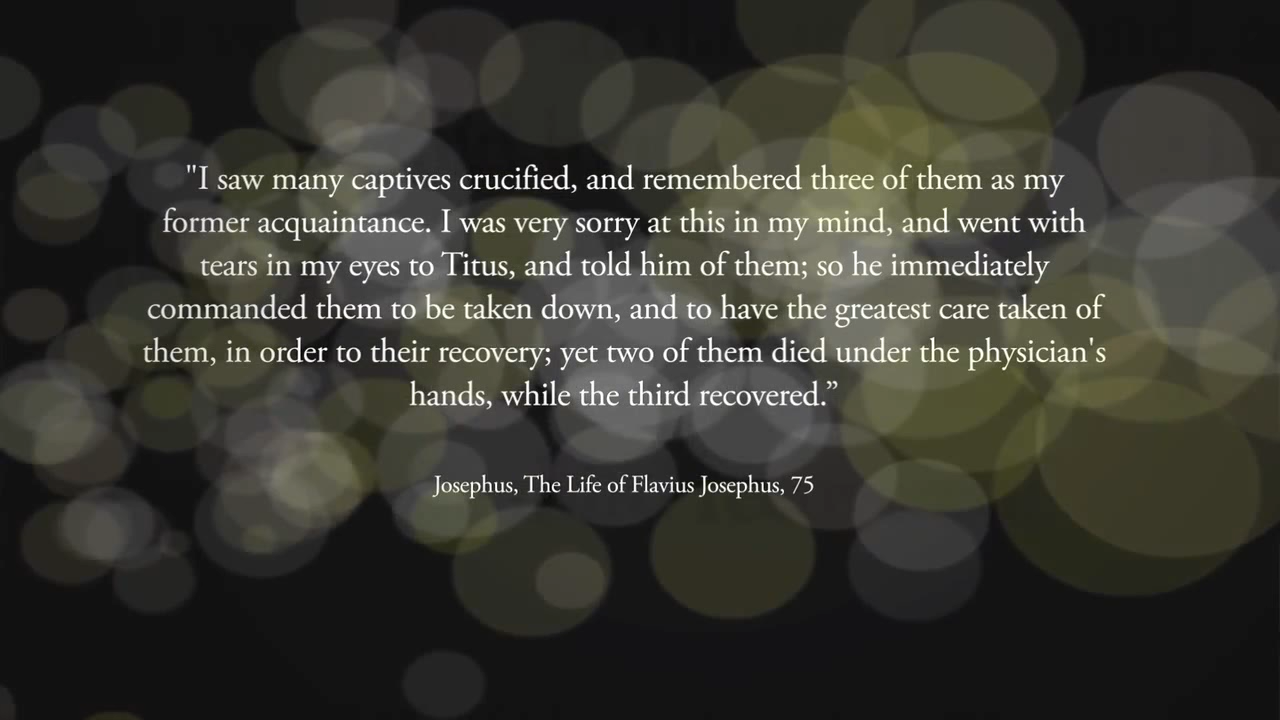 "I saw many captives crucified, and remembered three of them as my
former acquaintance. I was very sorry at this in my mind, and went with
tears in my eyes to Titus, and told him of them; so he immediately
commanded them to be taken down, and to have the greatest care taken of
them, in order to their recovery; yet two of them died under the physician's
hands, while the third recovered.”
Josephus, The Life of Flavius Josephus, 75